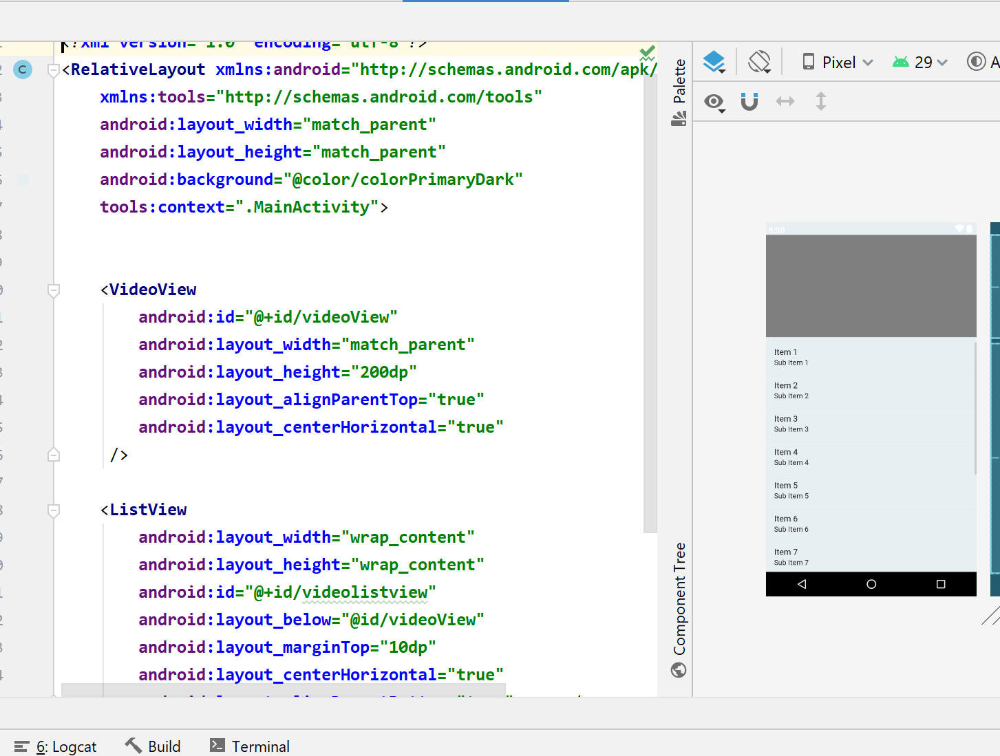 <?xml version="1.0" encoding="utf-8"?>
<RelativeLayout xmlns:android="http://schemas.android.com/apk/
xmlns:tools="http://schemas.android.com/tools"
android:layout_width="match_parent"
android:layout_height="match_parent"
android:background="@color/colorPrimaryDark"
tools:context=".MainActivity">
<VideoView
android:id="@+id/videoView"
android:layout_width="match_parent"
android:layout_height="200dp"
android:layout_alignParentTop="true"
android:layout_centerHorizontal="true"
/>
<ListView
android:layout_width="wrap_content"
android:layout_height="wrap_content"
android:id="@+id/videolistview"
android:layout_below="@id/videoView"
android:layout_marginTop="10dp"
android:layout_centerHorizontal="true"
C
Palette
Component Tree
Pixel
29
A
8:00
Item 1
Sub Item 1
Item 2
Sub Item 2
Item 3
Sub Item 3
Item 4
Sub Item 4
Item 5
Sub Item 5
Item 6
Sub Item 6
Item 7
Sub Item 7
6: Logcat
Build
Terminal